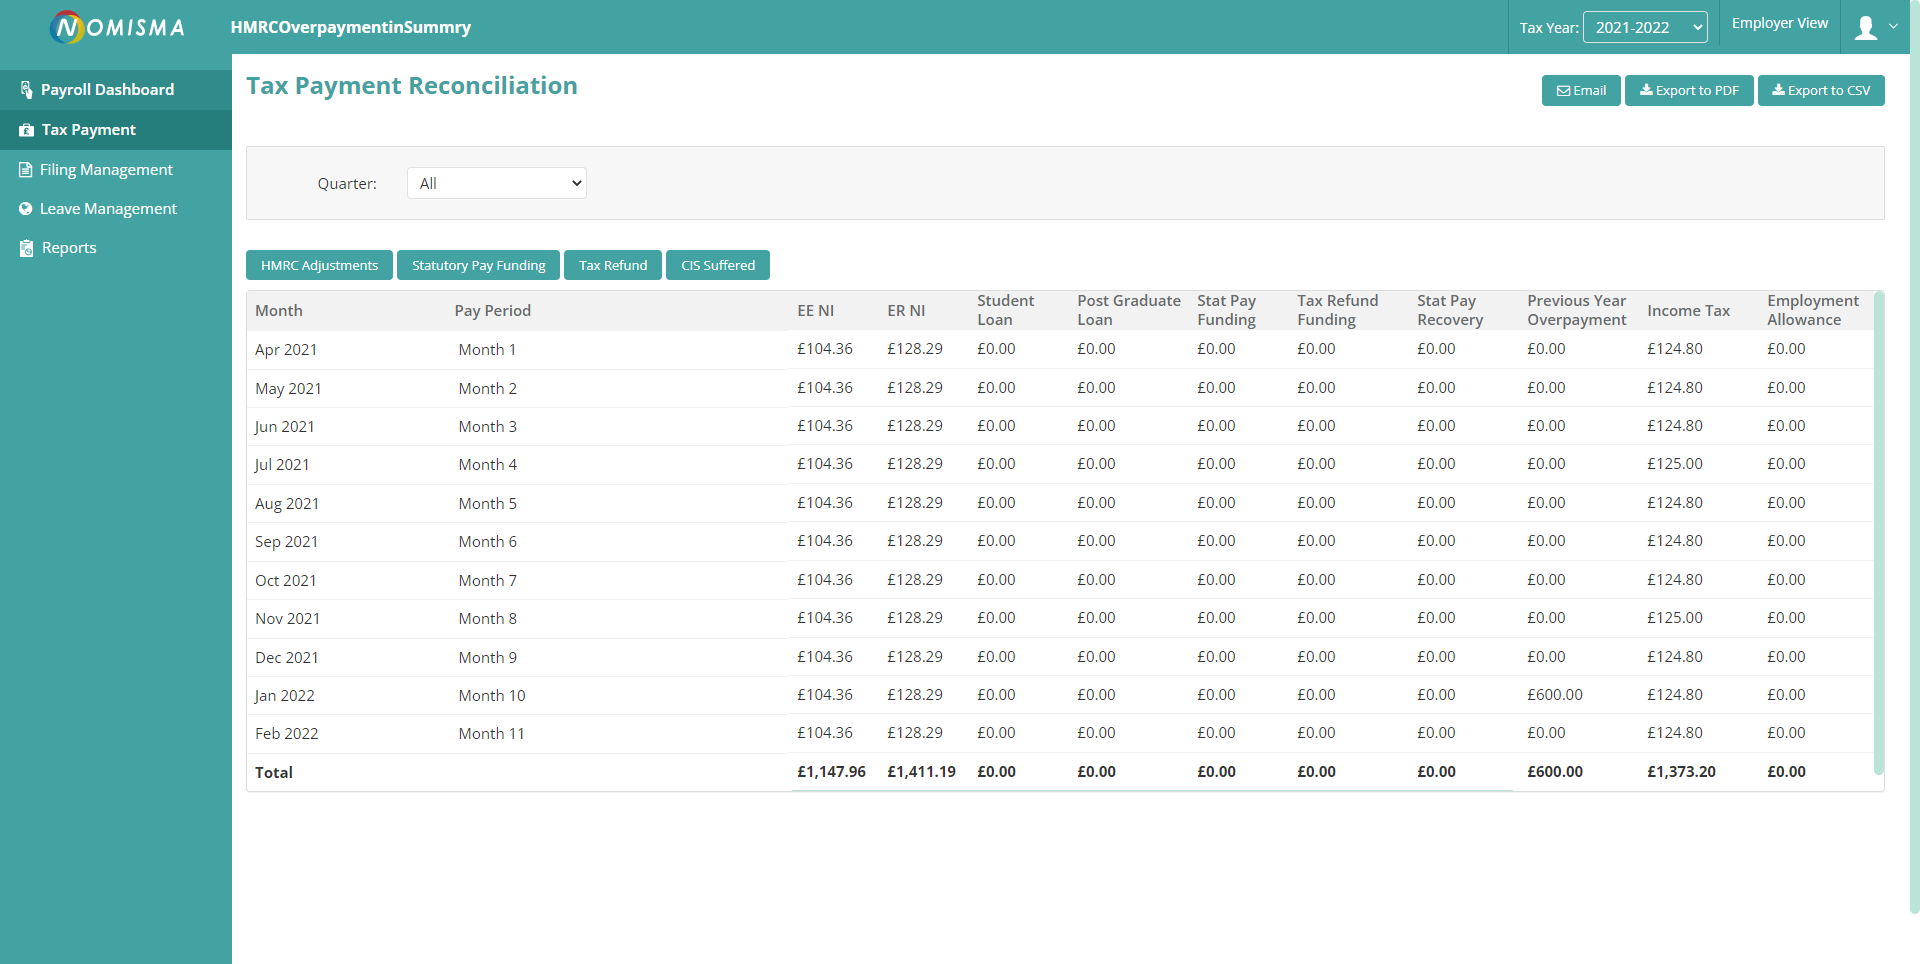 NOMISMA
HMRCOverpaymentinSummry
Tax Year: 2021-2022
Employer View
Payroll Dashboard
Tax Payment
Filing Management
Leave Management
Reports
Tax Payment Reconciliation
Email
Export to PDF
Export to CSV
Quarter: All
HMRC Adjustments Statutory Pay Funding Tax Refund CIS Suffered
Month Pay Period EE NI ER NI Student Loan Post Graduate Loan Stat Pay Funding Tax Refund Funding Stat Pay Recovery Previous Year Overpayment Income Tax Employment Allowance
Apr 2021 Month 1 £104.36 £128.29 £0.00 £0.00 £0.00 £0.00 £0.00 £0.00 £124.80 £0.00
May 2021 Month 2 £104.36 £128.29 £0.00 £0.00 £0.00 £0.00 £0.00 £0.00 £124.80 £0.00
Jun 2021 Month 3 £104.36 £128.29 £0.00 £0.00 £0.00 £0.00 £0.00 £0.00 £124.80 £0.00
Jul 2021 Month 4 £104.36 £128.29 £0.00 £0.00 £0.00 £0.00 £0.00 £0.00 £125.00 £0.00
Aug 2021 Month 5 £104.36 £128.29 £0.00 £0.00 £0.00 £0.00 £0.00 £0.00 £124.80 £0.00
Sep 2021 Month 6 £104.36 £128.29 £0.00 £0.00 £0.00 £0.00 £0.00 £0.00 £124.80 £0.00
Oct 2021 Month 7 £104.36 £128.29 £0.00 £0.00 £0.00 £0.00 £0.00 £0.00 £124.80 £0.00
Nov 2021 Month 8 £104.36 £128.29 £0.00 £0.00 £0.00 £0.00 £0.00 £0.00 £125.00 £0.00
Dec 2021 Month 9 £104.36 £128.29 £0.00 £0.00 £0.00 £0.00 £0.00 £0.00 £124.80 £0.00
Jan 2022 Month 10 £104.36 £128.29 £0.00 £0.00 £0.00 £0.00 £0.00 £600.00 £124.80 £0.00
Feb 2022 Month 11 £104.36 £128.29 £0.00 £0.00 £0.00 £0.00 £0.00 £0.00 £124.80 £0.00
Total £1,147.96 £1,411.19 £0.00 £0.00 £0.00 £0.00 £0.00 £600.00 £1,373.20 £0.00